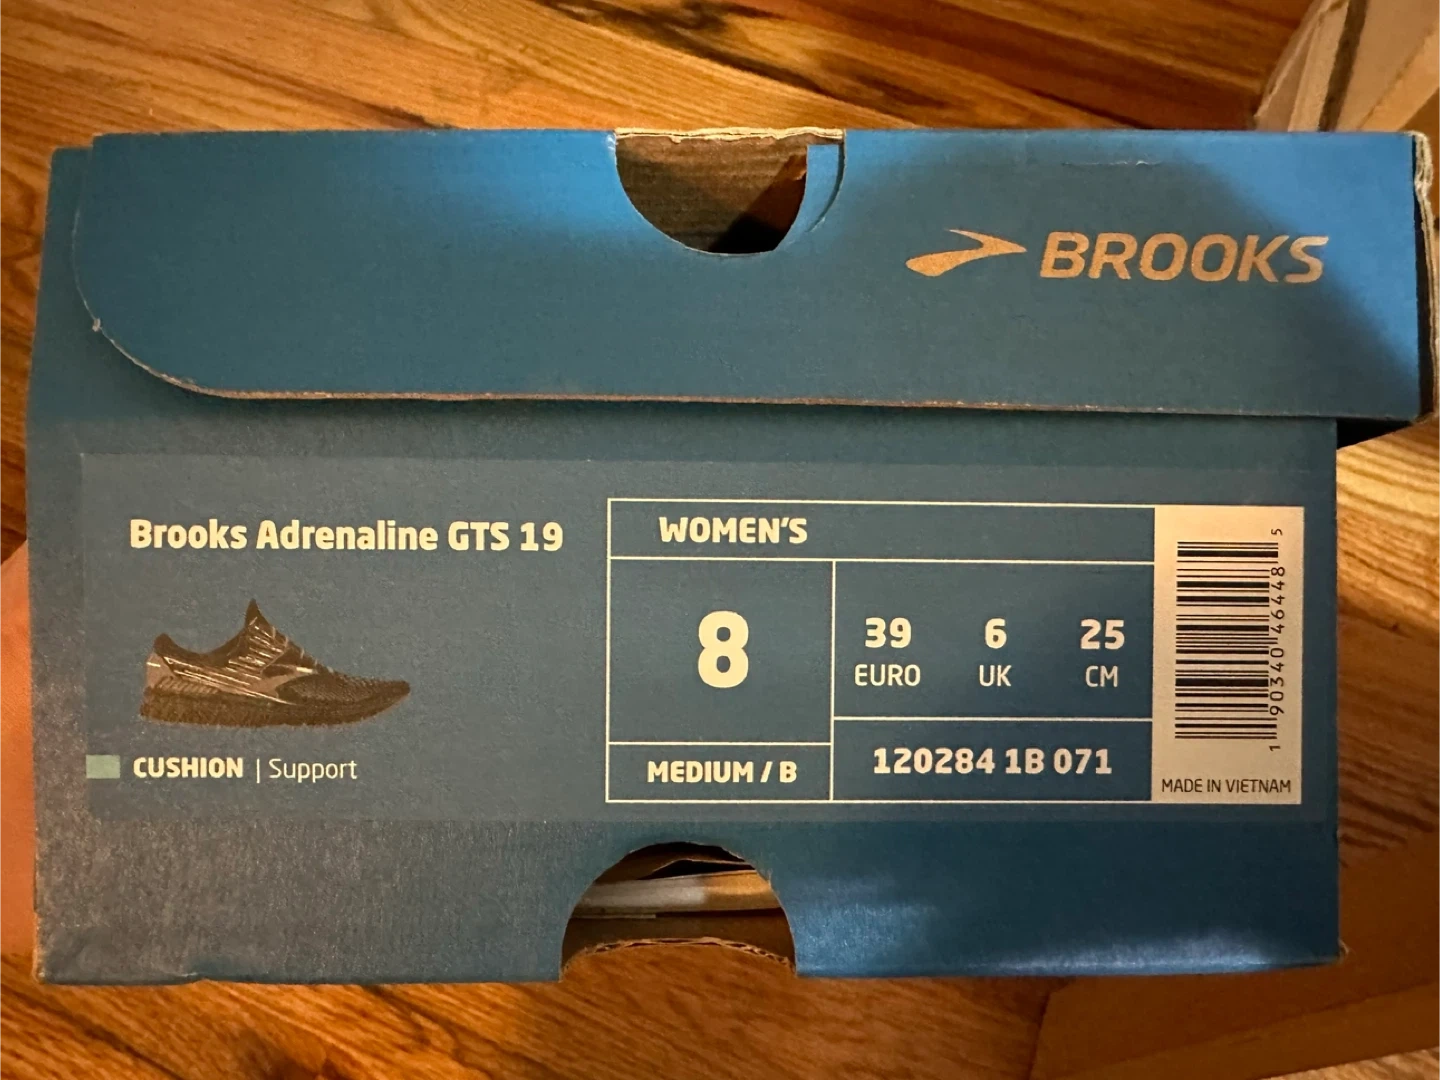 BROOKS
Brooks Adrenaline GTS 19
CUSHION | Support
WOMEN'S
8
MEDIUM / B
39 6 25
EURO UK CM
120284 1B 071
1 90340 46448 5
MADE IN VIETNAM